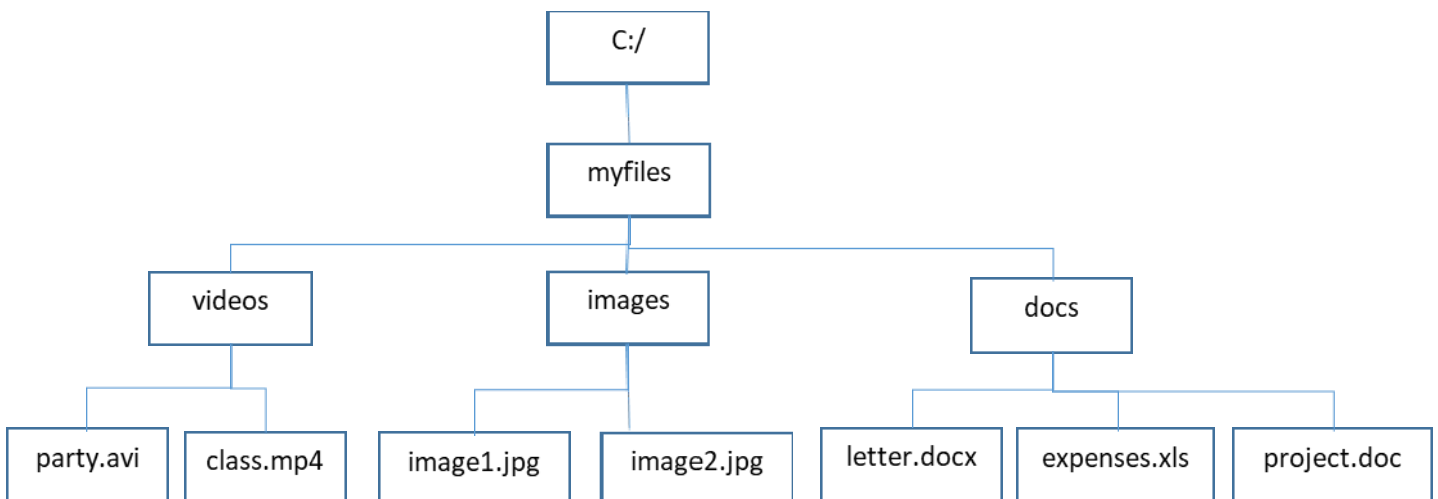 C:/
myfiles
videos
images
docs
party.avi
class.mp4
image1.jpg
image2.jpg
letter.docx
expenses.xls
project.doc